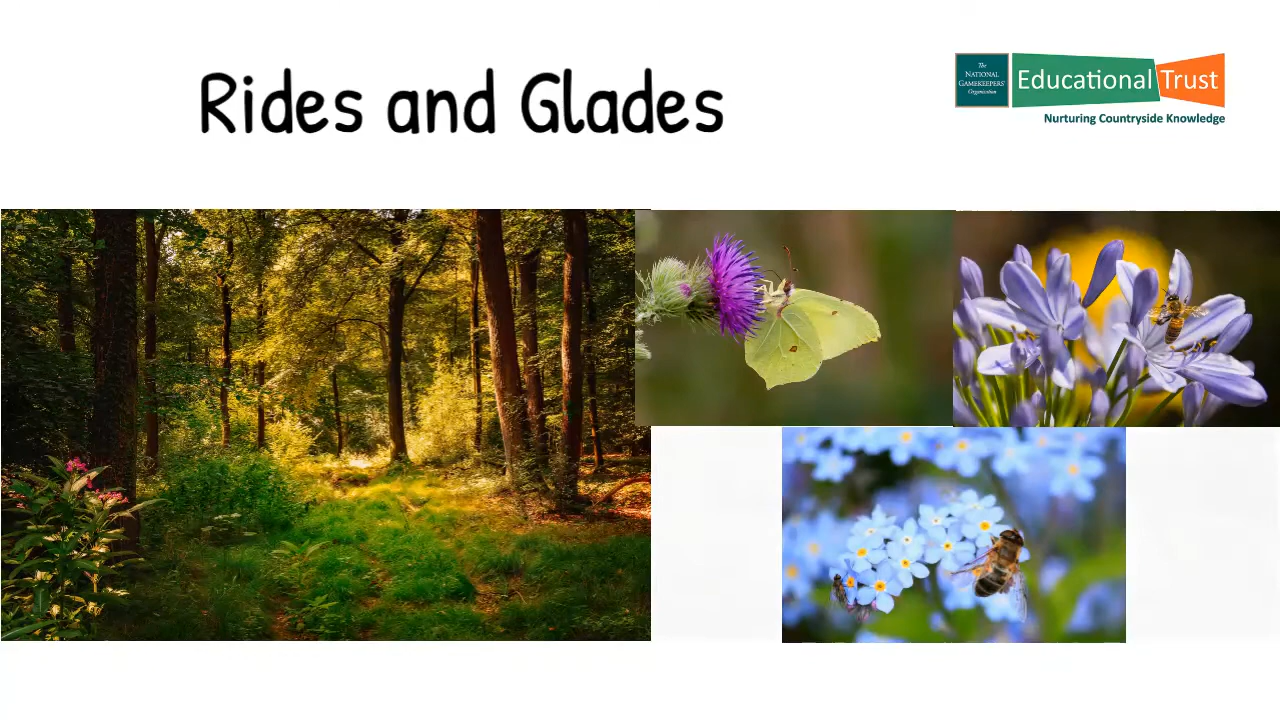 Rides and Glades
The
NATIONAL
GAMEKEEPERS'
Organisation
Educational Trust
Nurturing Countryside Knowledge